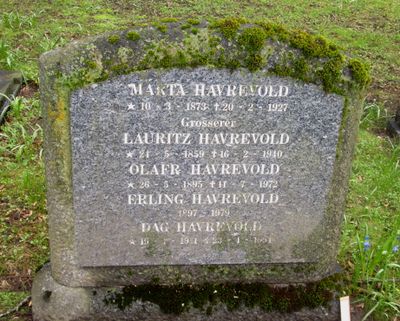 MARTA HAVREVOLD
★ 10 - 3 - 1873 † 20 - 2 - 1927
Grosserer
LAURITZ HAVREVOLD
★ 21 - 5 - 1859 † 16 - 2 - 1940
OLAFR HAVREVOLD
★ 26 - 5 - 1895 † 11 - 7 - 1972
ERLING HAVREVOLD
1897 - 1979
DAG HAVREVOLD